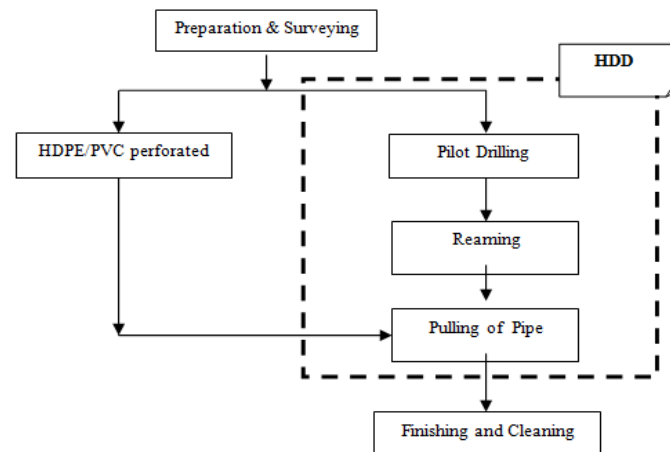 Preparation & Surveying
HDD
HDPE/PVC perforated
Pilot Drilling
Reaming
Pulling of Pipe
Finishing and Cleaning